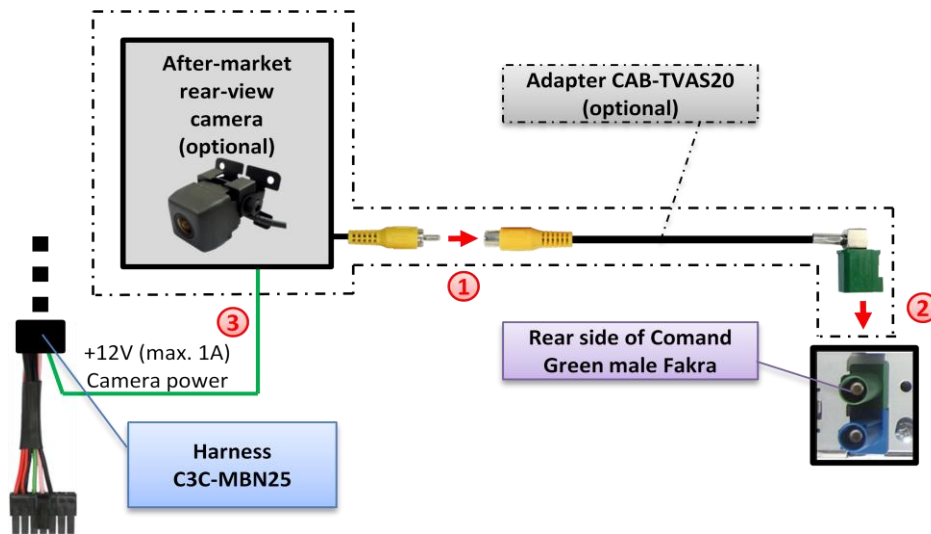 After-market
rear-view
camera
(optional)
Adapter CAB-TVAS20
(optional)
1
2
3
+12V (max. 1A)
Camera power
Rear side of Comand
Green male Fakra
Harness
C3C-MBN25